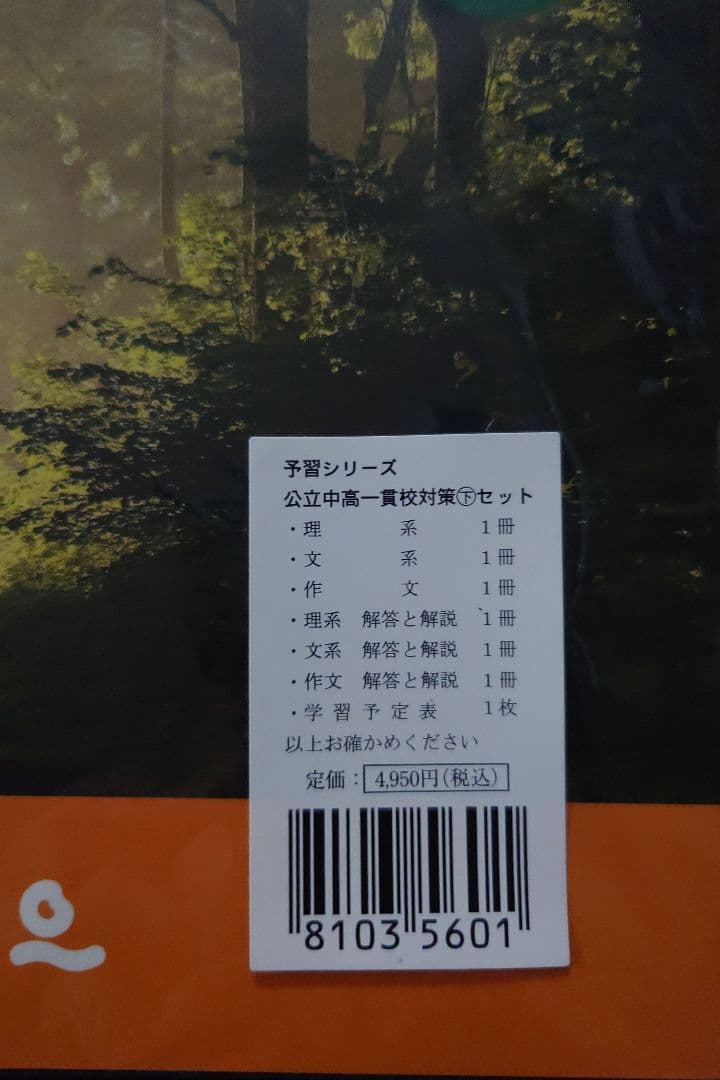 予習シリーズ
公立中高一貫校対策㊦セット
・理系 1冊
・文系 1冊
・作文 1冊
・理系 解答と解説 1冊
・文系 解答と解説 1冊
・作文 解答と解説 1冊
・学習予定表 1枚
以上お確かめください
定価：4,950円(税込)
8103 5601